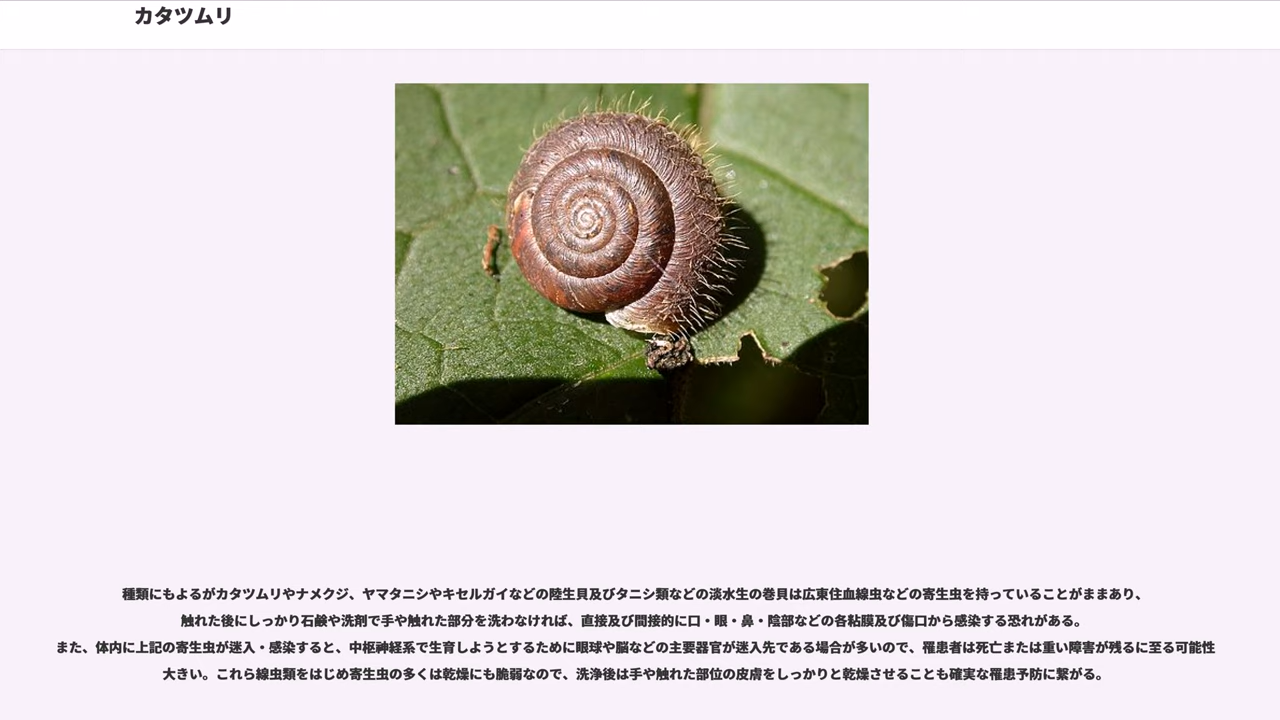 カタツムリ
種類にもよるがカタツムリやナメクジ、ヤマタニシやキセルガイなどの陸生貝及びタニシ類などの淡水生の巻貝は広東住血線虫などの寄生虫を持っていることがままあり、
触れた後にしっかり石鹸や洗剤で手や触れた部分を洗わなければ、直接及び間接的に口・眼・鼻・陰部などの各粘膜及び傷口から感染する恐れがある。
また、体内に上記の寄生虫が迷入・感染すると、中枢神経系で生育しようとするために眼球や脳などの主要器官が迷入先である場合が多いので、罹患者は死亡または重い障害が残るに至る可能性
大きい。これら線虫類をはじめ寄生虫の多くは乾燥にも脆弱なので、洗浄後は手や触れた部位の皮膚をしっかりと乾燥させることも確実な罹患予防に繋がる。